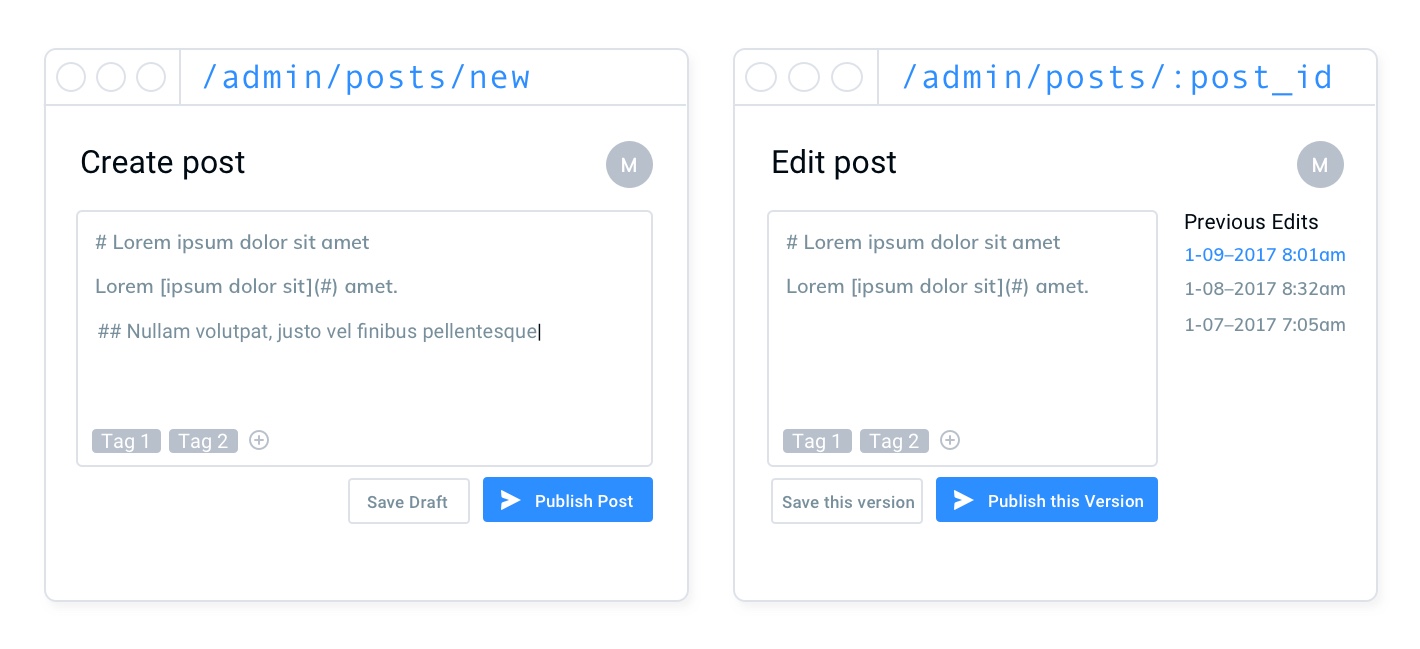 /admin/posts/new
Create post
M
# Lorem ipsum dolor sit amet
Lorem [ipsum dolor sit](#) amet.
## Nullam volutpat, justo vel finibus pellentesque
Tag 1 Tag 2
Save Draft
Publish Post
/admin/posts/:post_id
Edit post
M
# Lorem ipsum dolor sit amet
Lorem [ipsum dolor sit](#) amet.
Tag 1 Tag 2
Save this version
Publish this Version
Previous Edits
1-09–2017 8:01am
1-08–2017 8:32am
1-07–2017 7:05am